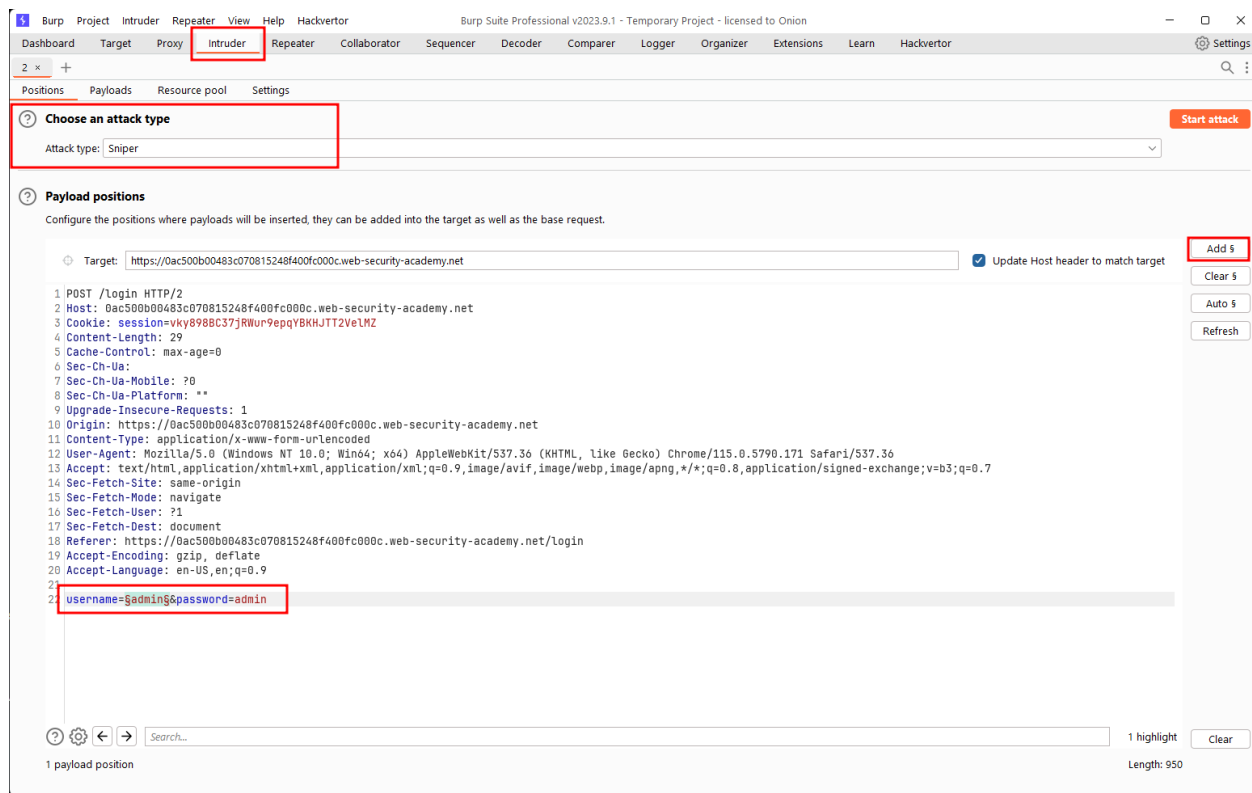 Burp Project Intruder Repeater View Help Hackvertor Burp Suite Professional v2023.9.1 - Temporary Project - licensed to Onion
Dashboard Target Proxy Intruder Repeater Collaborator Sequencer Decoder Comparer Logger Organizer Extensions Learn Hackvertor Settings
2 × +
Positions Payloads Resource pool Settings
? Choose an attack type Start attack
Attack type: Sniper
? Payload positions
Configure the positions where payloads will be inserted, they can be added into the target as well as the base request.
Add §
Target: https://0ac500b00483c070815248f400fc000c.web-security-academy.net Update Host header to match target
Clear §
1 POST /login HTTP/2
2 Host: 0ac500b00483c070815248f400fc000c.web-security-academy.net
Auto §
3 Cookie: session=vky898BC37jRWur9epqYBKHJTT2VelMZ
4 Content-Length: 29
Refresh
5 Cache-Control: max-age=0
6 Sec-Ch-Ua:
7 Sec-Ch-Ua-Mobile: ?0
8 Sec-Ch-Ua-Platform: ""
9 Upgrade-Insecure-Requests: 1
10 Origin: https://0ac500b00483c070815248f400fc000c.web-security-academy.net
11 Content-Type: application/x-www-form-urlencoded
12 User-Agent: Mozilla/5.0 (Windows NT 10.0; Win64; x64) AppleWebKit/537.36 (KHTML, like Gecko) Chrome/115.0.5790.171 Safari/537.36
13 Accept: text/html,application/xhtml+xml,application/xml;q=0.9,image/avif,image/webp,image/apng,*/*;q=0.8,application/signed-exchange;v=b3;q=0.7
14 Sec-Fetch-Site: same-origin
15 Sec-Fetch-Mode: navigate
16 Sec-Fetch-User: ?1
17 Sec-Fetch-Dest: document
18 Referer: https://0ac500b00483c070815248f400fc000c.web-security-academy.net/login
19 Accept-Encoding: gzip, deflate
20 Accept-Language: en-US,en;q=0.9
21
22 username=§admin§&password=admin
? Search... 1 highlight Clear
1 payload position Length: 950